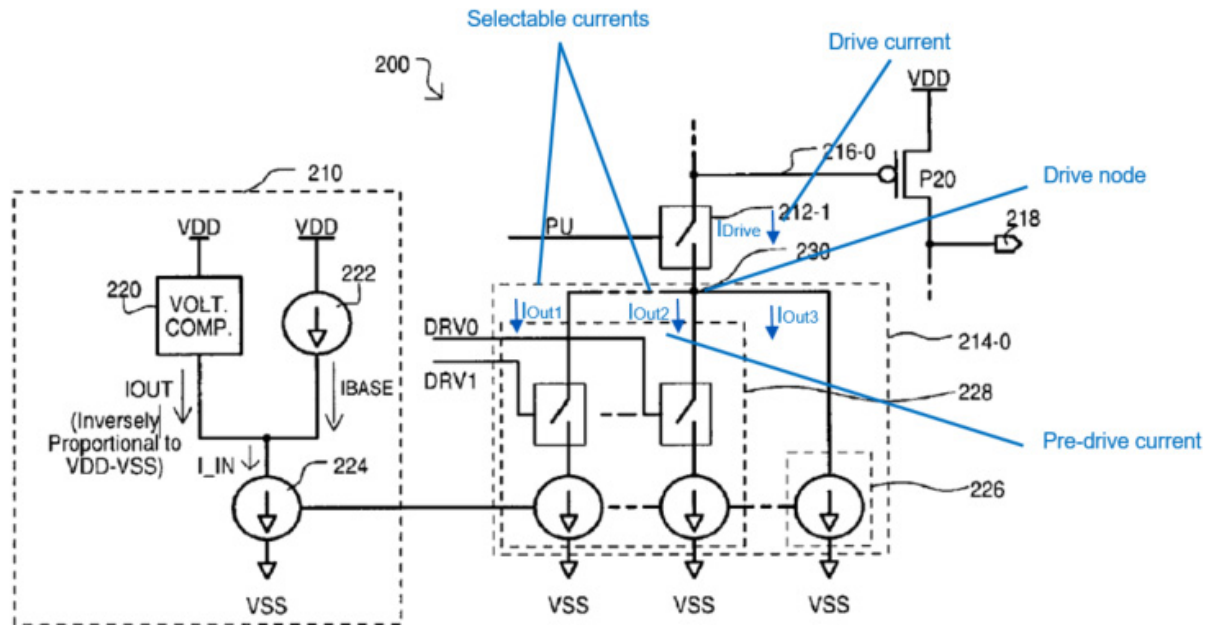 Selectable currents
Drive current
200
VDD
216-0
P20
Drive node
210
212-1
PU
IDrive
218
VDD
VDD
230
220
VOLT.
COMP.
222
IOut1
IOut2
IOut3
DRV0
214-0
DRV1
228
IOUT
IBASE
(Inversely
Proportional to
VDD-VSS)
I_IN
224
Pre-drive current
226
VSS
VSS
VSS
VSS